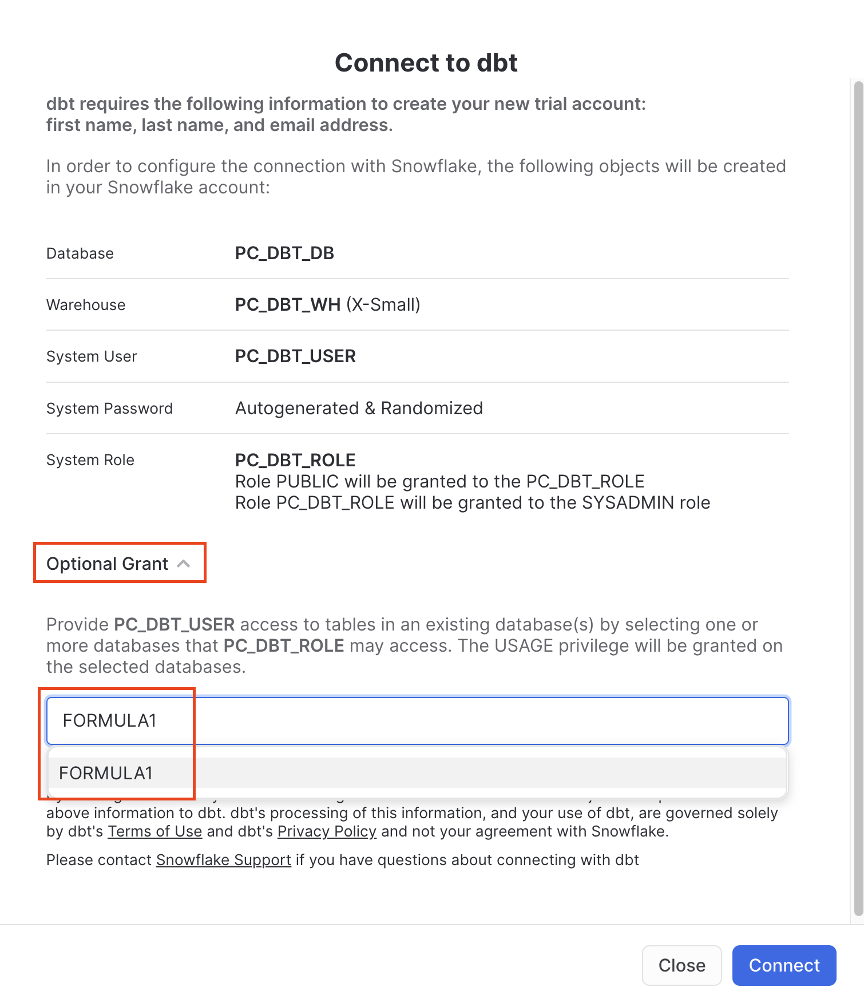 Connect to dbt
dbt requires the following information to create your new trial account:
first name, last name, and email address.
In order to configure the connection with Snowflake, the following objects will be created
in your Snowflake account:
Database PC_DBT_DB
Warehouse PC_DBT_WH (X-Small)
System User PC_DBT_USER
System Password Autogenerated & Randomized
System Role PC_DBT_ROLE
Role PUBLIC will be granted to the PC_DBT_ROLE
Role PC_DBT_ROLE will be granted to the SYSADMIN role
Optional Grant
Provide PC_DBT_USER access to tables in an existing database(s) by selecting one or
more databases that PC_DBT_ROLE may access. The USAGE privilege will be granted on
the selected databases.
FORMULA1
FORMULA1
above information to dbt. dbt's processing of this information, and your use of dbt, are governed solely
by dbt's Terms of Use and dbt's Privacy Policy and not your agreement with Snowflake.
Please contact Snowflake Support if you have questions about connecting with dbt
Close
Connect